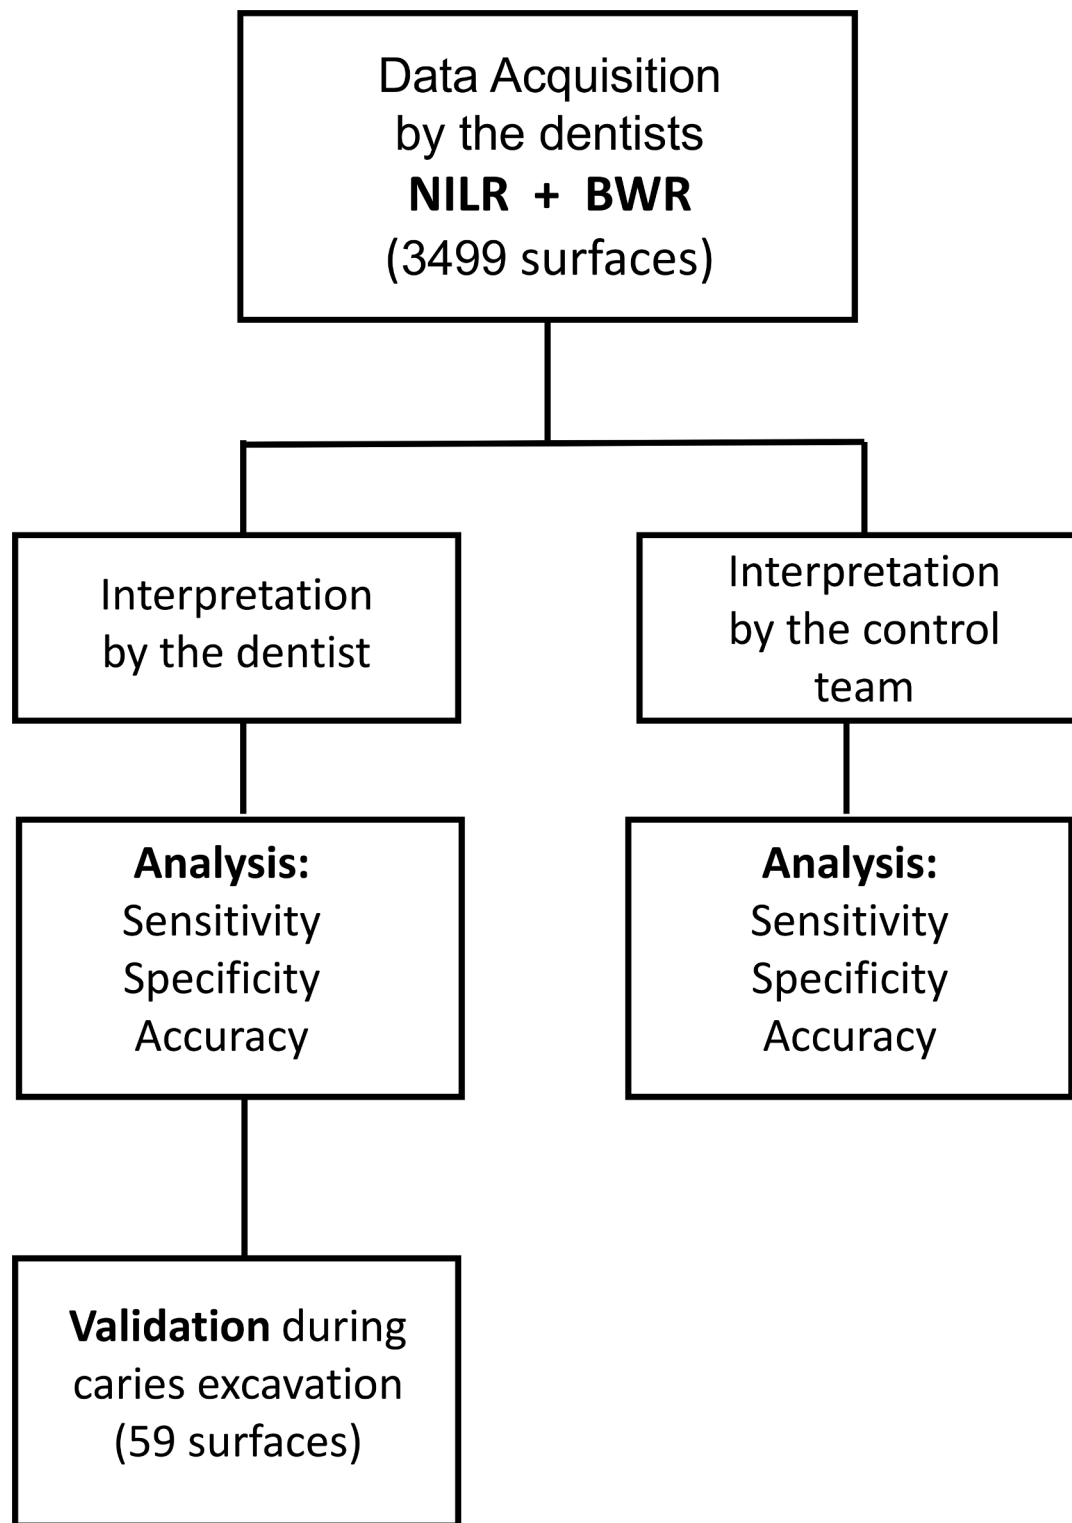 Data Acquisition
by the dentists
NILR + BWR
(3499 surfaces)
Interpretation
by the dentist
Interpretation
by the control
team
Analysis:
Sensitivity
Specificity
Accuracy
Analysis:
Sensitivity
Specificity
Accuracy
Validation during
caries excavation
(59 surfaces)